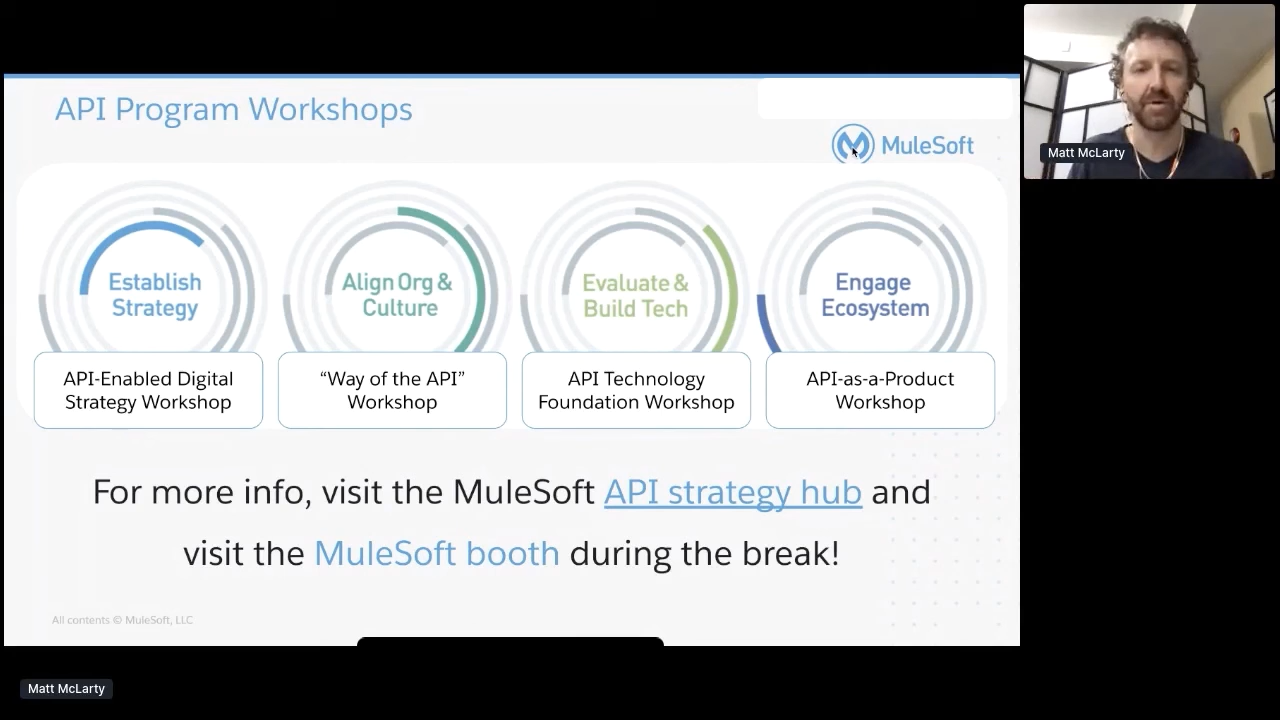 API Program Workshops
MuleSoft
Matt McLarty
Establish
Strategy
Align Org &
Culture
Evaluate &
Build Tech
Engage
Ecosystem
API-Enabled Digital
Strategy Workshop
“Way of the API”
Workshop
API Technology
Foundation Workshop
API-as-a-Product
Workshop
For more info, visit the MuleSoft API strategy hub and
visit the MuleSoft booth during the break!
All contents © MuleSoft, LLC
Matt McLarty